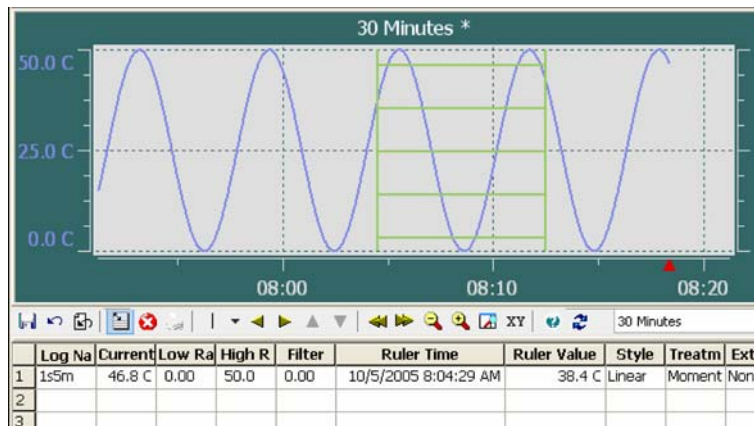 30 Minutes *
50.0 C
25.0 C
0.0 C
08:00 08:10 08:20
XY 30 Minutes
Log Na Current Low Ra High R Filter Ruler Time Ruler Value Style Treatm Ext
1 1s5m 46.8 C 0.00 50.0 0.00 10/5/2005 8:04:29 AM 38.4 C Linear Moment Non
2
3